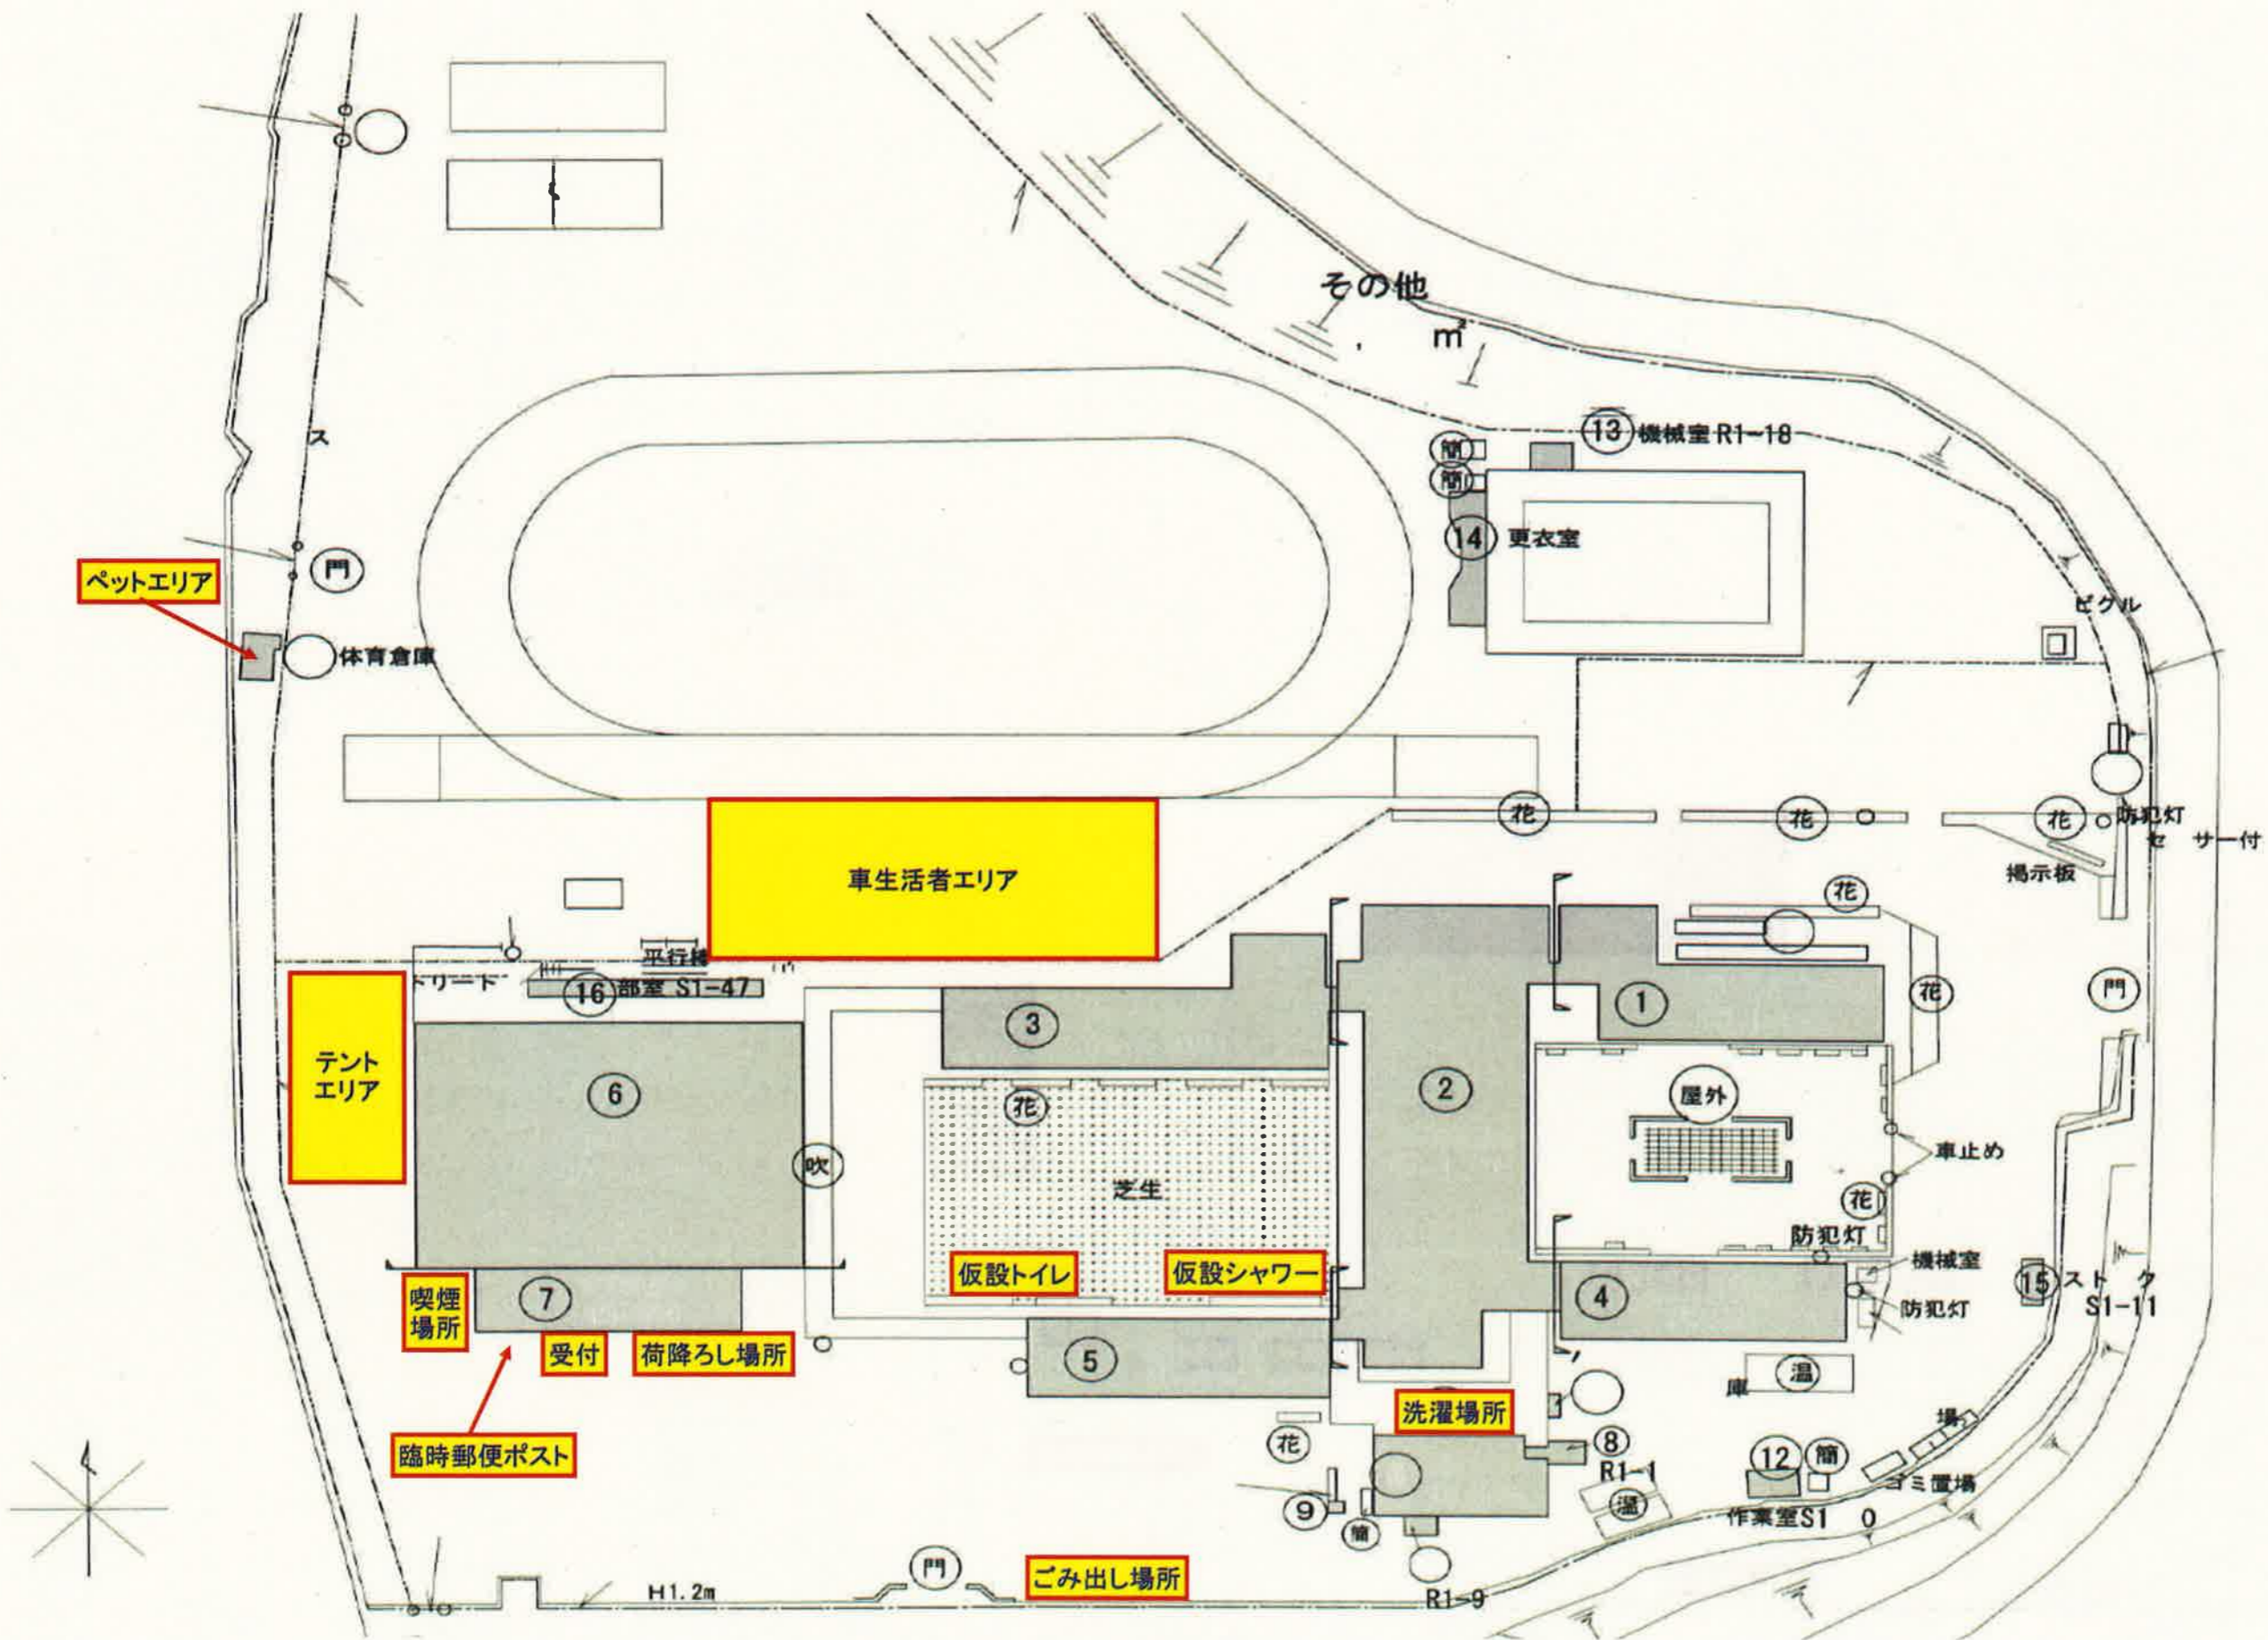 その他
㎡
ス
簡
13 機械室 R1-18
簡
14 更衣室
門
ペットエリア
体育倉庫
ビクル
花
花
花
防犯灯
セ サー付
掲示板
車生活者エリア
花
平行棒
トリート
16 部室 S1-47
門
花
1
3
テント
エリア
6
2
花
屋外
吹
車止め
芝生
花
防犯灯
仮設トイレ
仮設シャワー
機械室
15 スト ク
S1-11
喫煙
場所
7
4
防犯灯
受付
荷降ろし場所
5
庫
温
洗濯場所
臨時郵便ポスト
花
場
8
R1-1
12
簡
ゴミ置場
9
簡
温
作業室S1 0
門
ごみ出し場所
H1.2m
R1-9